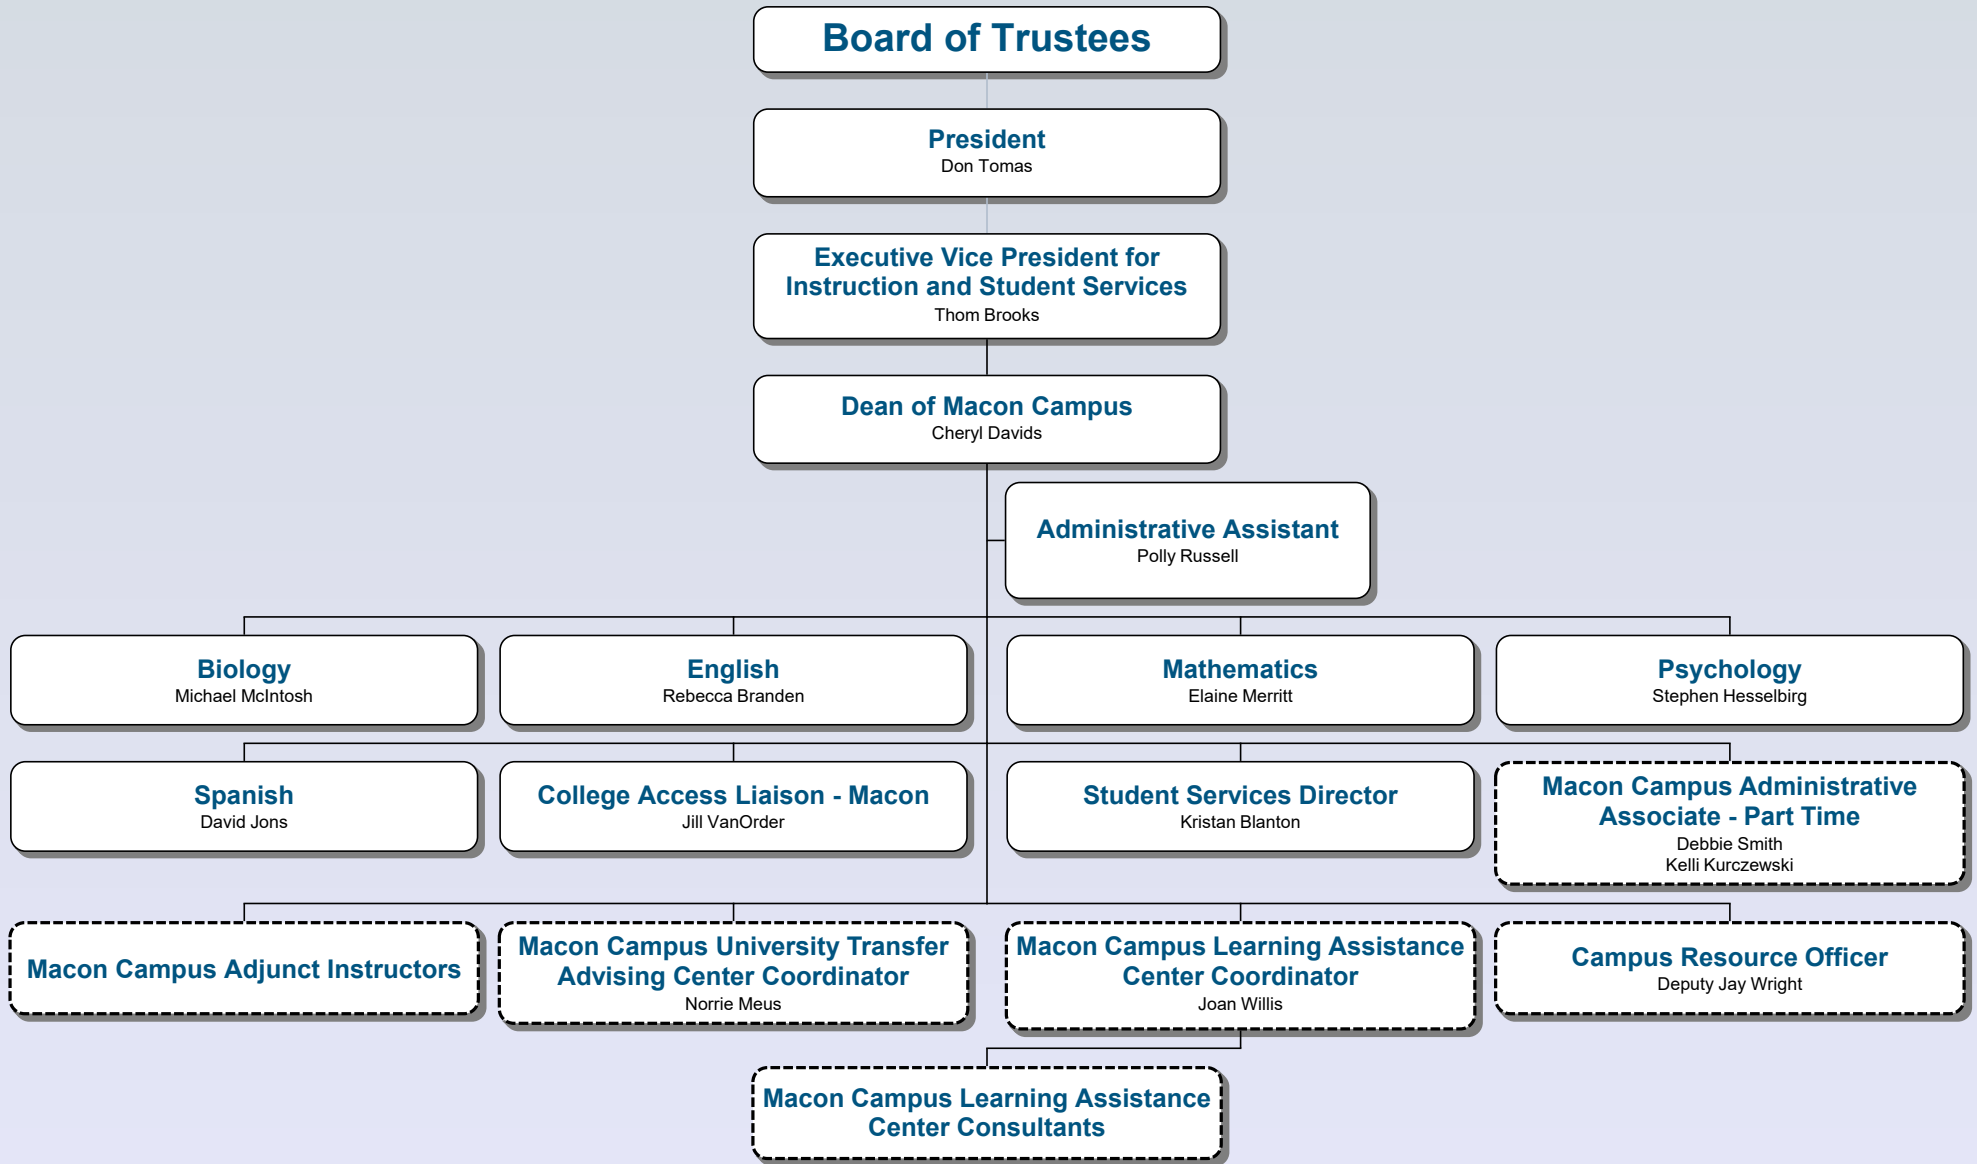 Board of Trustees
President
Don Tomas
Executive Vice President for
Instruction and Student Services
Thom Brooks
Dean of Macon Campus
Cheryl Davids
Administrative Assistant
Polly Russell
Biology
Michael McIntosh
English
Rebecca Branden
Mathematics
Elaine Merritt
Psychology
Stephen Hesselbirg
Spanish
David Jons
College Access Liaison - Macon
Jill VanOrder
Student Services Director
Kristan Blanton
Macon Campus Administrative
Associate - Part Time
Debbie Smith
Kelli Kurczewski
Macon Campus Adjunct Instructors
Macon Campus University Transfer
Advising Center Coordinator
Norrie Meus
Macon Campus Learning Assistance
Center Coordinator
Joan Willis
Campus Resource Officer
Deputy Jay Wright
Macon Campus Learning Assistance
Center Consultants